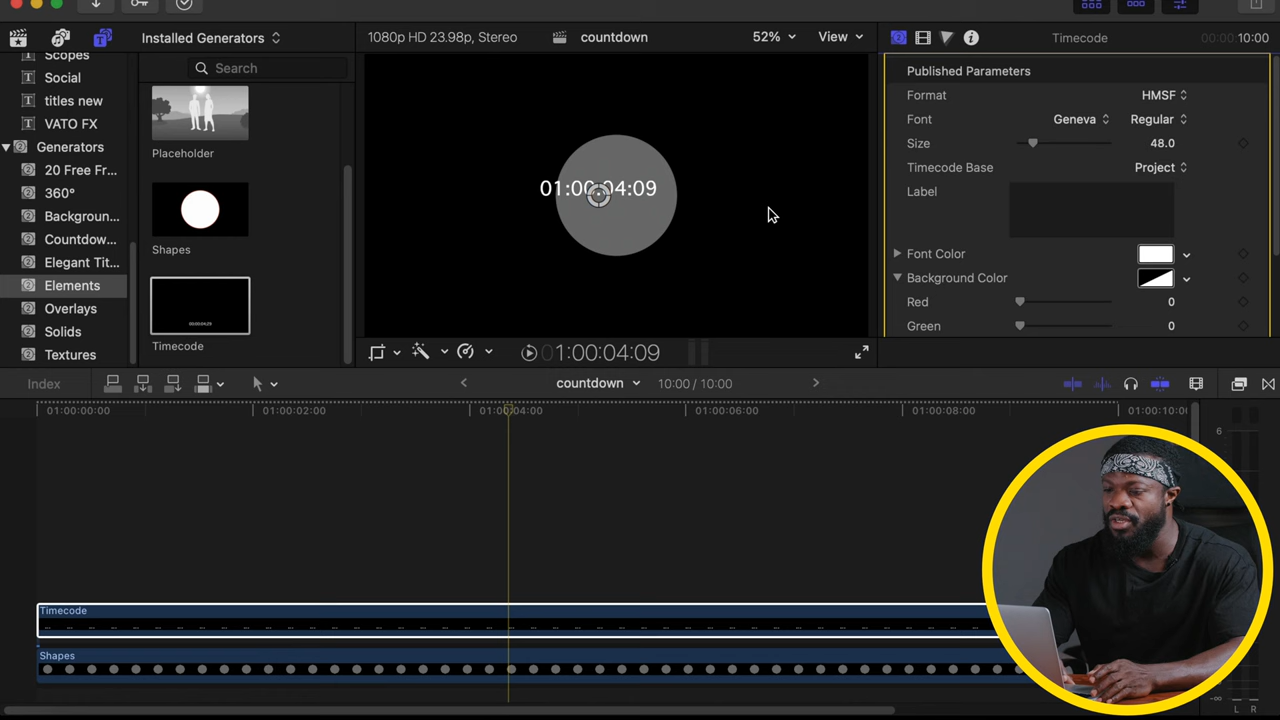 Installed Generators
1080p HD 23.98p, Stereo
countdown
52%
View
Timecode
00:00:10:00
Scopes
Social
titles new
VATO FX
Generators
20 Free Fr...
360°
Backgroun...
Countdow...
Elegant Tit...
Elements
Overlays
Solids
Textures
Search
Placeholder
Shapes
Timecode
01:00:04:09
Published Parameters
Format HMSF
Font Geneva Regular
Size 48.0
Timecode Base Project
Label
Font Color
Background Color
Red 0
Green 0
01:00:04:09
Index
countdown
10:00 / 10:00
01:00:00:00 01:00:02:00 01:00:04:00 01:00:06:00 01:00:08:00 01:00:10:0
6
Timecode
Shapes
-∞
L R